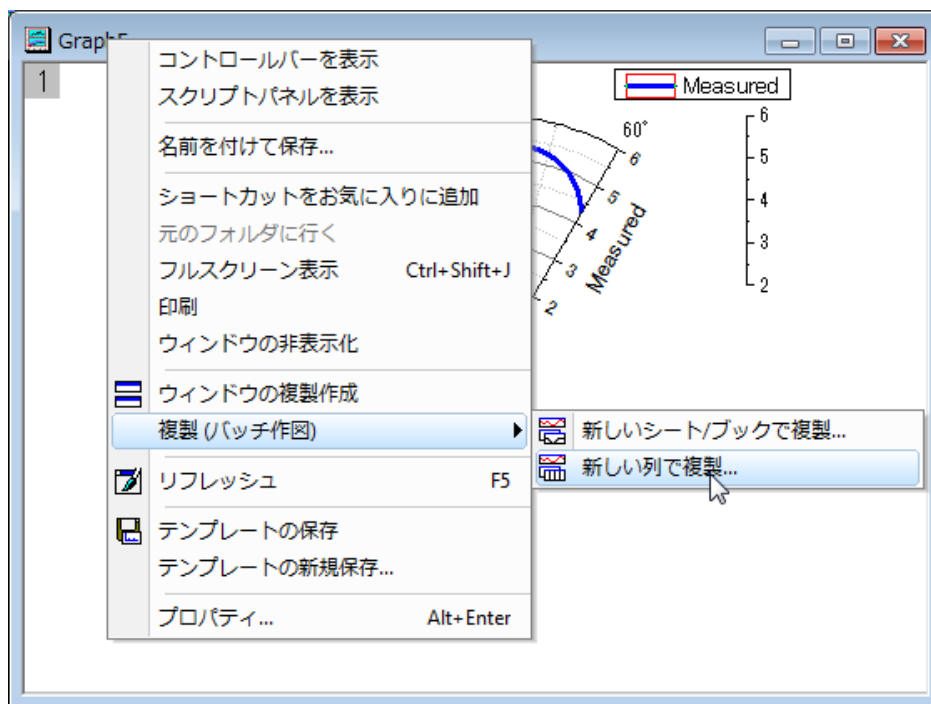 Graph5
1
コントロールバーを表示
スクリプトパネルを表示
名前を付けて保存...
ショートカットをお気に入りに追加
元のフォルダに行く
フルスクリーン表示 Ctrl+Shift+J
印刷
ウィンドウの非表示化
ウィンドウの複製作成
複製 (バッチ作図)
リフレッシュ F5
テンプレートの保存
テンプレートの新規保存...
プロパティ... Alt+Enter
新しいシート/ブックで複製...
新しい列で複製...
Measured
60°
6
5
4
3
2
Measured
6
5
4
3
2